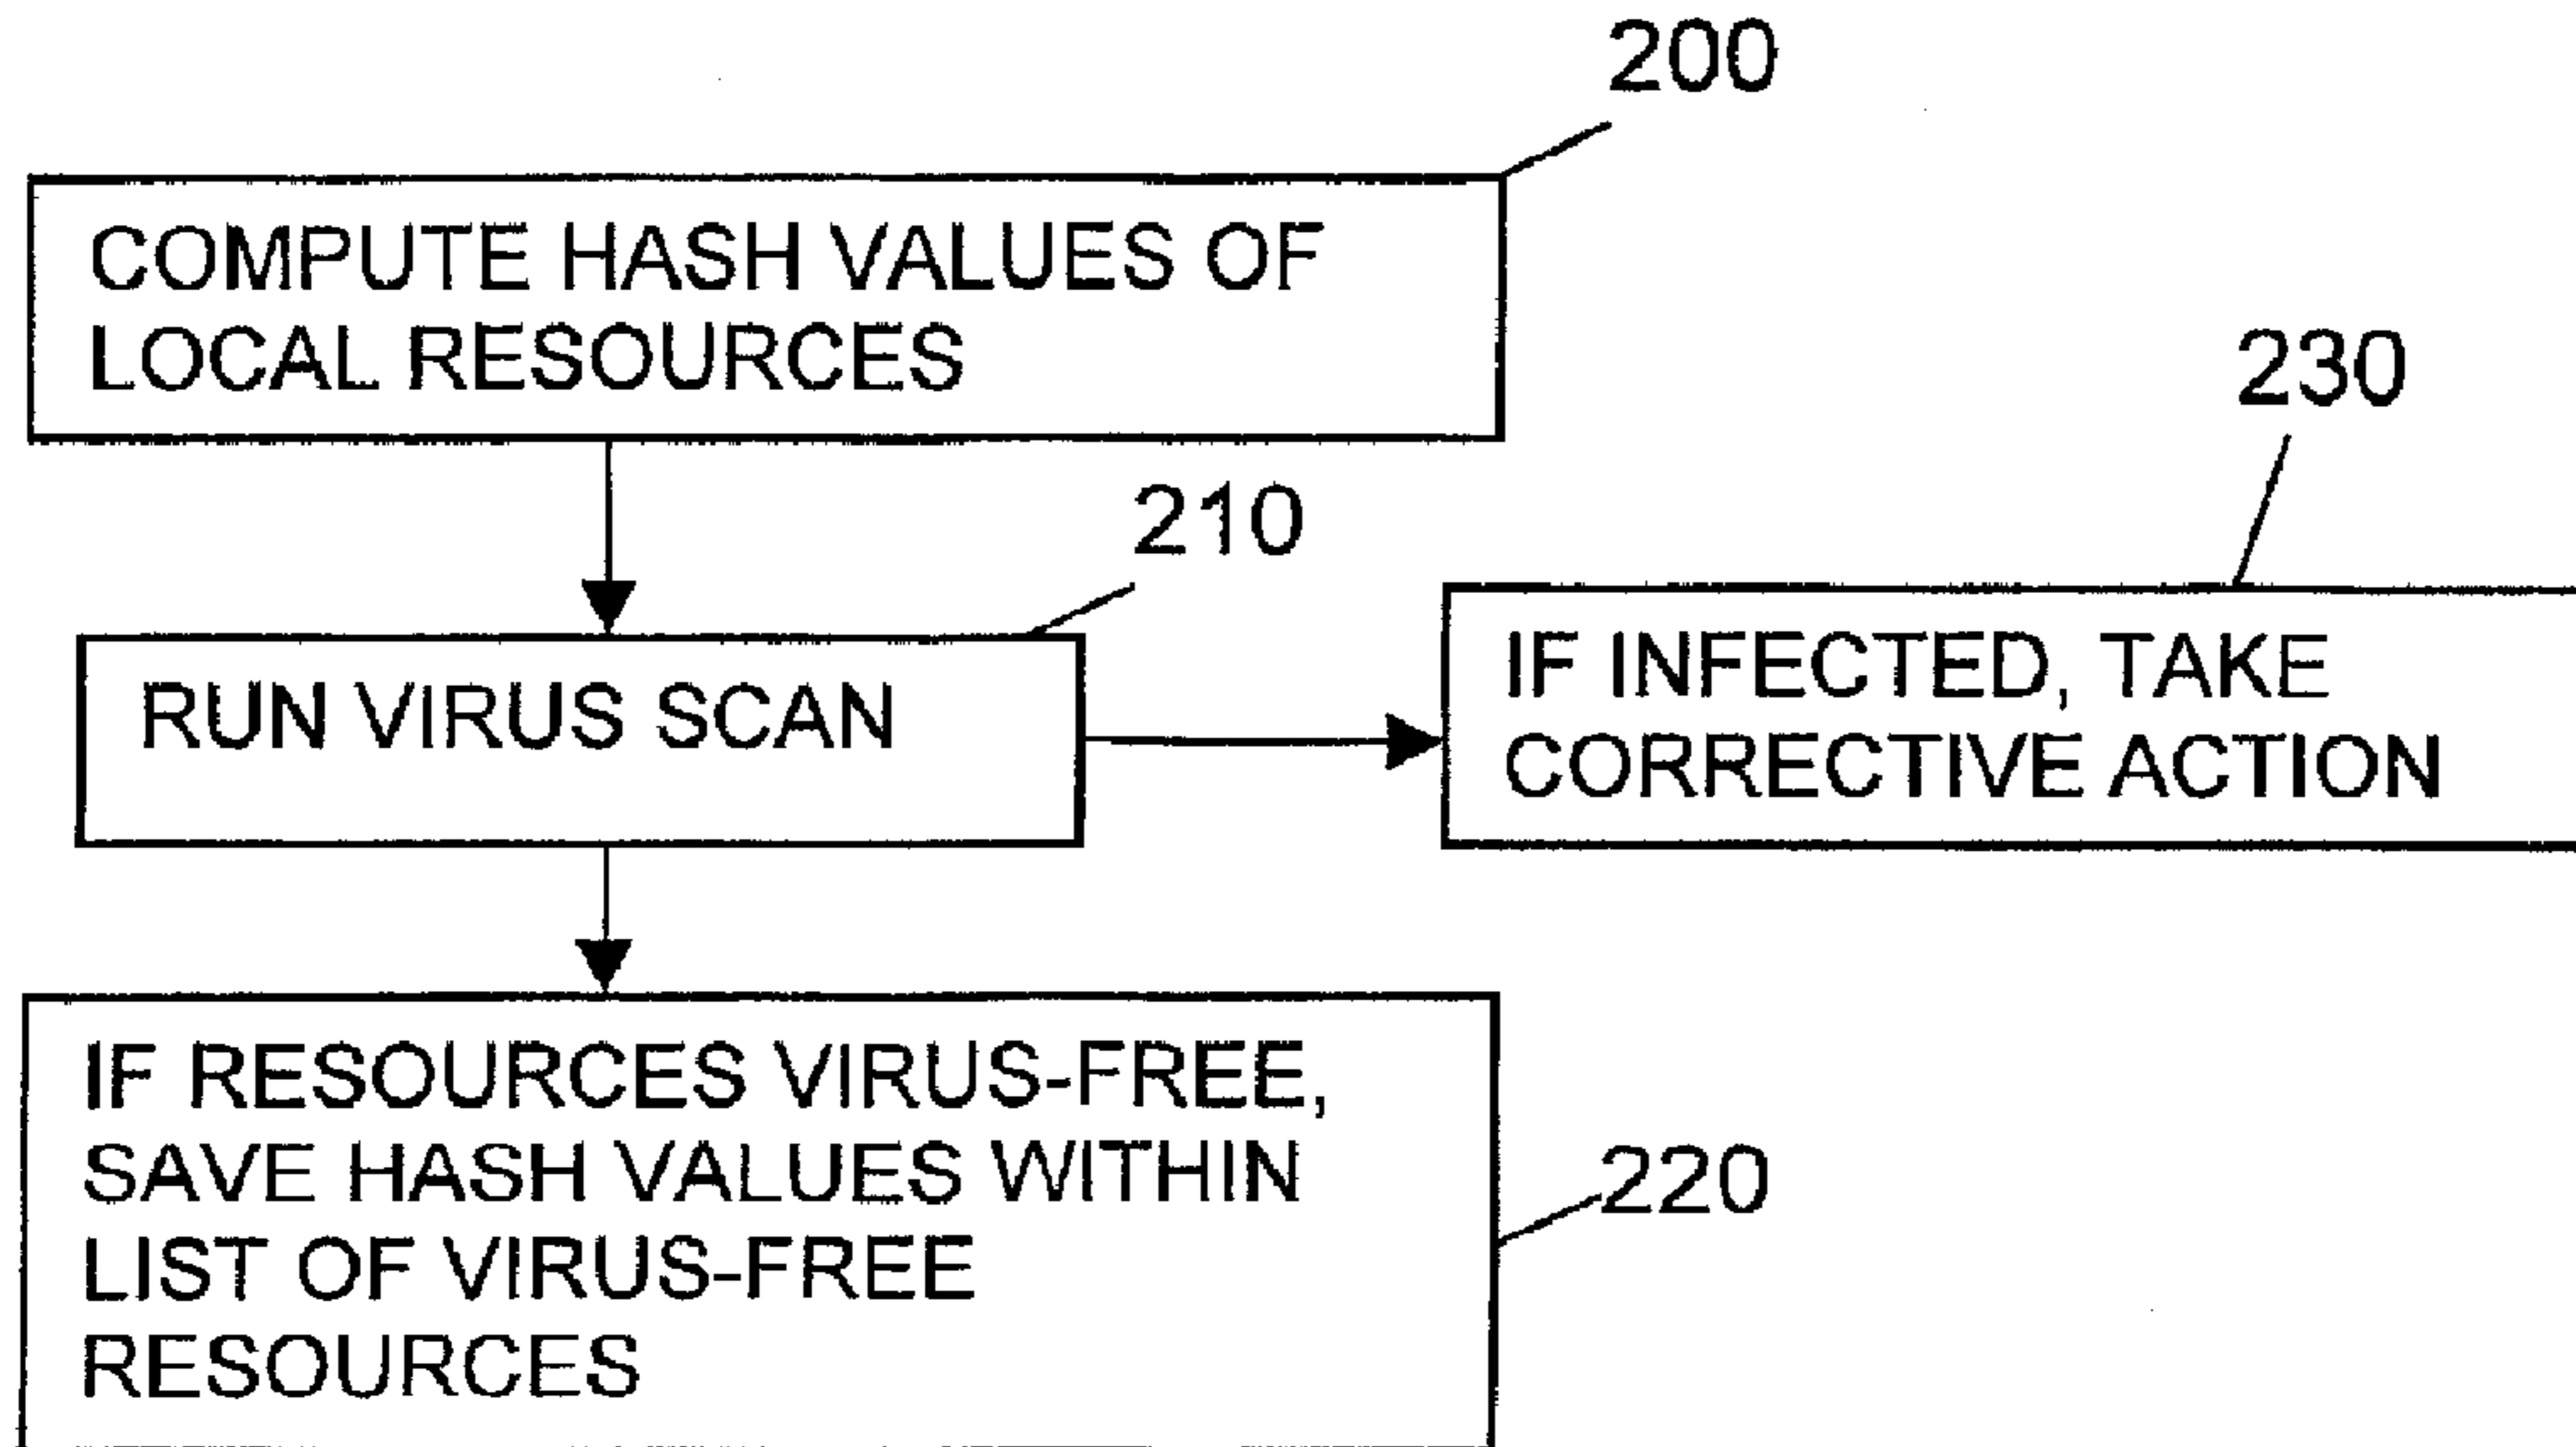 200
COMPUTE HASH VALUES OF
LOCAL RESOURCES
230
210
RUN VIRUS SCAN
IF INFECTED, TAKE
CORRECTIVE ACTION
IF RESOURCES VIRUS-FREE,
SAVE HASH VALUES WITHIN
LIST OF VIRUS-FREE
RESOURCES
220